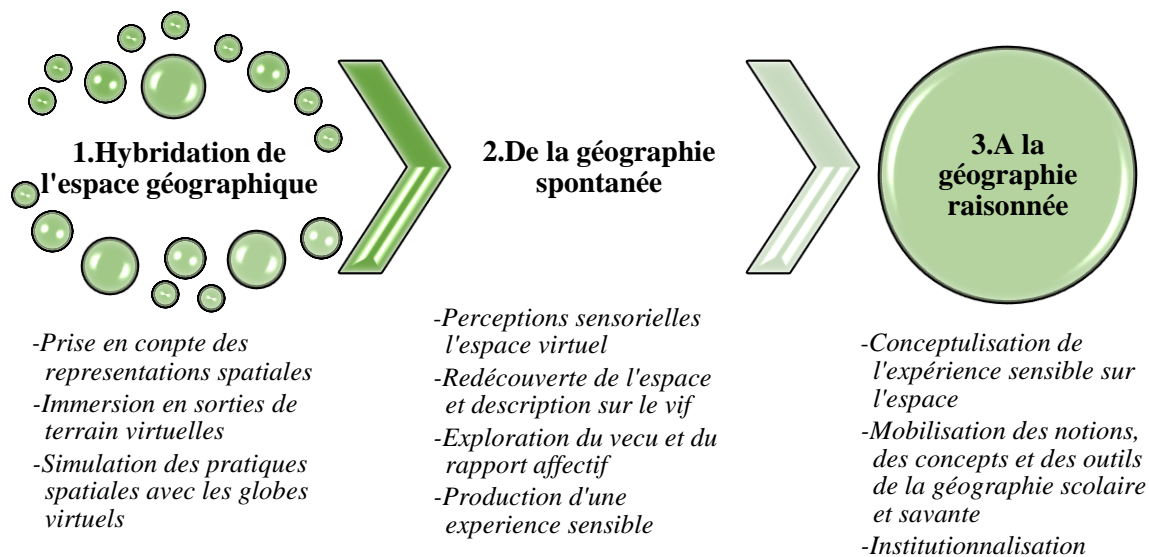 1.Hybridation de
l'espace géographique
-Prise en conpte des
representations spatiales
-Immersion en sorties de
terrain virtuelles
-Simulation des pratiques
spatiales avec les globes
virtuels
2.De la géographie
spontanée
-Perceptions sensorielles
l'espace virtuel
-Redécouverte de l'espace
et description sur le vif
-Exploration du vecu et du
rapport affectif
-Production d'une
experience sensible
3.A la
géographie
raisonnée
-Conceptulisation de
l'expérience sensible sur
l'espace
-Mobilisation des notions,
des concepts et des outils
de la géographie scolaire
et savante
-Institutionnalisation